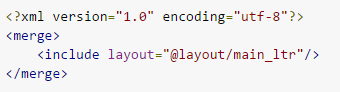 <?xml version="1.0" encoding="utf-8"?>
<merge>
    <include layout="@layout/main_ltr"/>
</merge>